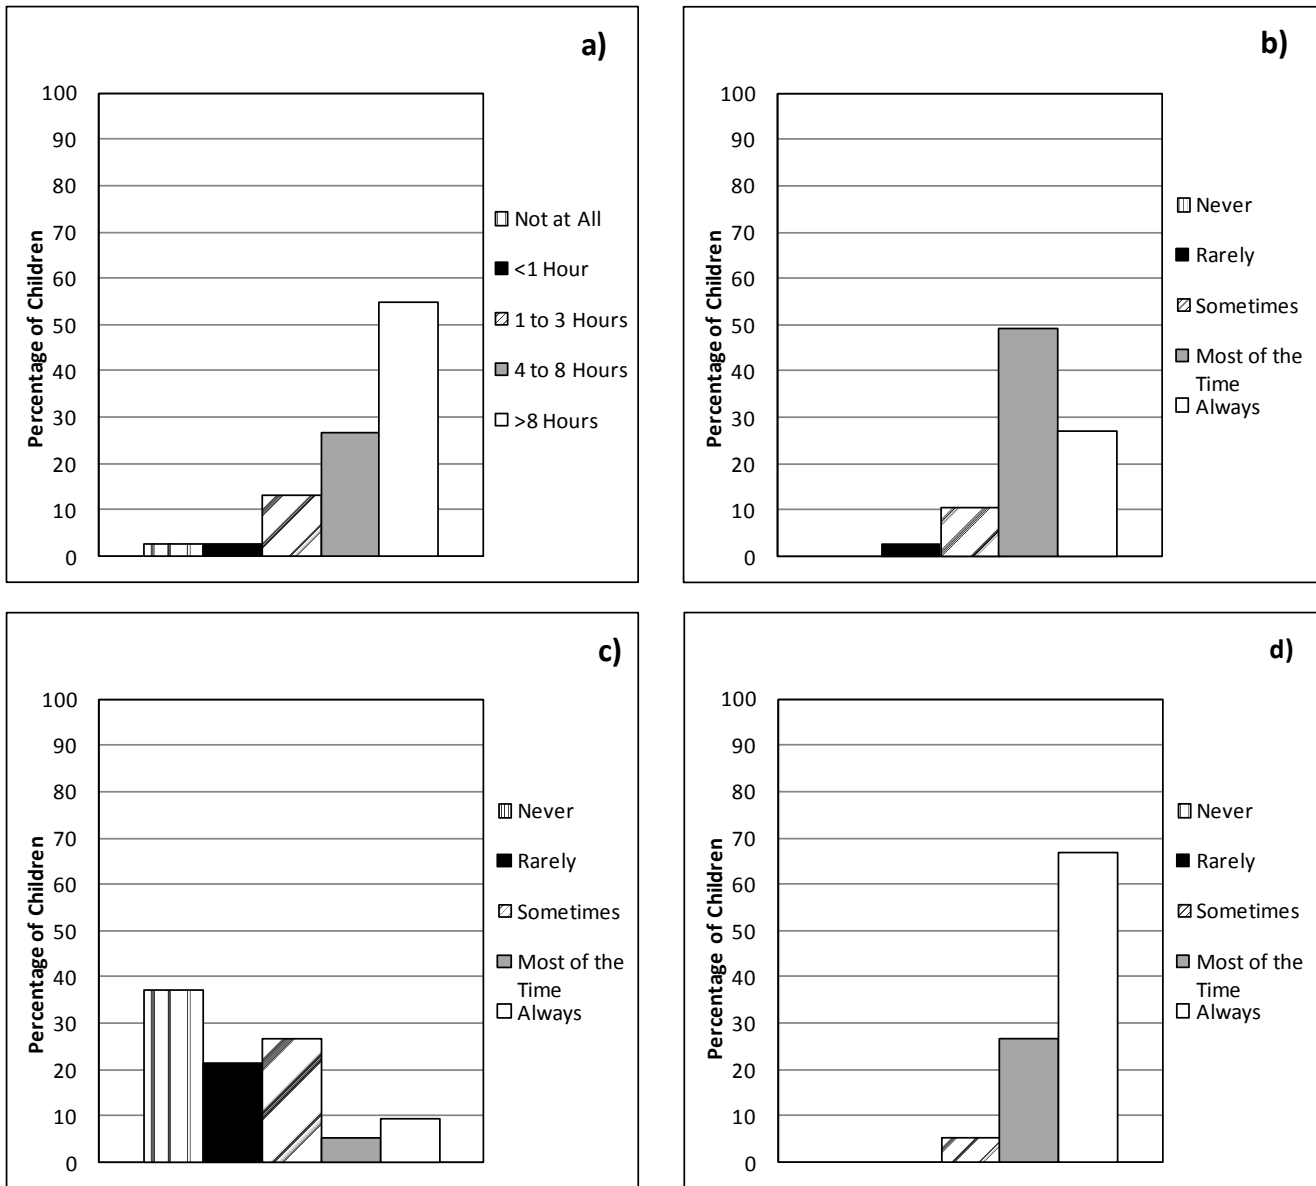 a)
Percentage of Children
100
90
80
70
60
50
40
30
20
10
0
Not at All
<1 Hour
1 to 3 Hours
4 to 8 Hours
>8 Hours
b)
Percentage of Children
100
90
80
70
60
50
40
30
20
10
0
Never
Rarely
Sometimes
Most of the
Time
Always
c)
Percentage of Children
100
90
80
70
60
50
40
30
20
10
0
Never
Rarely
Sometimes
Most of the
Time
Always
d)
Percentage of Children
100
90
80
70
60
50
40
30
20
10
0
Never
Rarely
Sometimes
Most of the
Time
Always